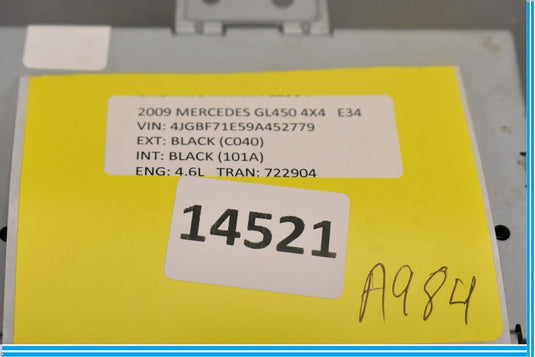 2009 MERCEDES GL450 4X4 E34
VIN: 4JGBF71E59A452779
EXT: BLACK (C040)
INT: BLACK (101A)
ENG: 4.6L TRAN: 722904
14521
A984